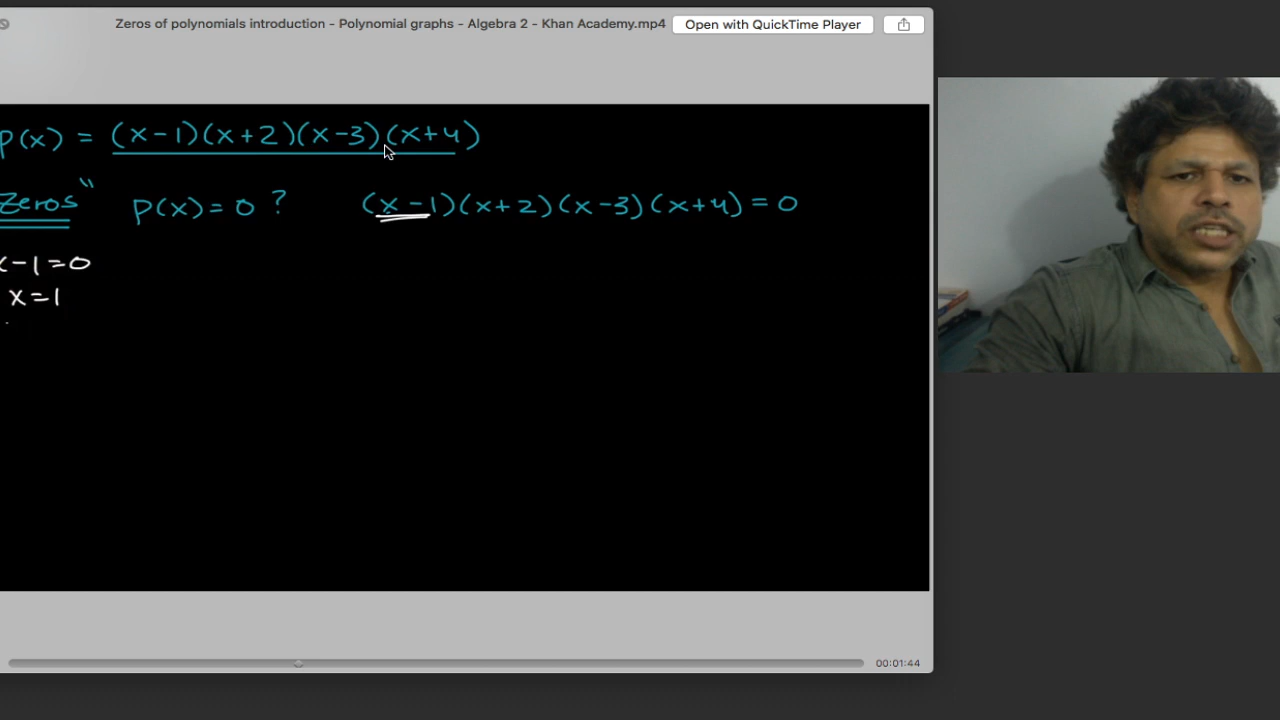 Zeros of polynomials introduction - Polynomial graphs - Algebra 2 - Khan Academy.mp4
Open with QuickTime Player
p(x) = (x-1)(x+2)(x-3)(x+4)
Zeros" p(x)=0 ? (x-1)(x+2)(x-3)(x+4)=0
x-1=0
x=1
00:01:44